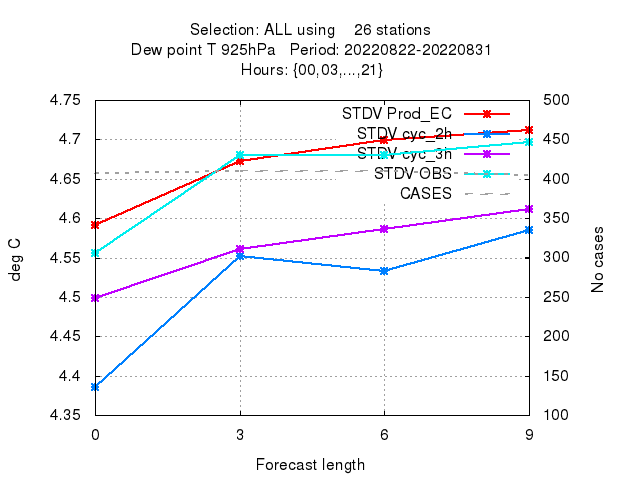 Selection: ALL using    26 stations
Dew point T 925hPa   Period: 20220822-20220831
Hours: {00,03,...,21}
4.75
4.7
4.65
4.6
4.55
4.5
4.45
4.4
4.35
500
450
400
350
300
250
200
150
100
STDV Prod_EC
STDV cyc_2h
STDV cyc_3h
STDV OBS
CASES
deg C
No cases
0 3 6 9
Forecast length